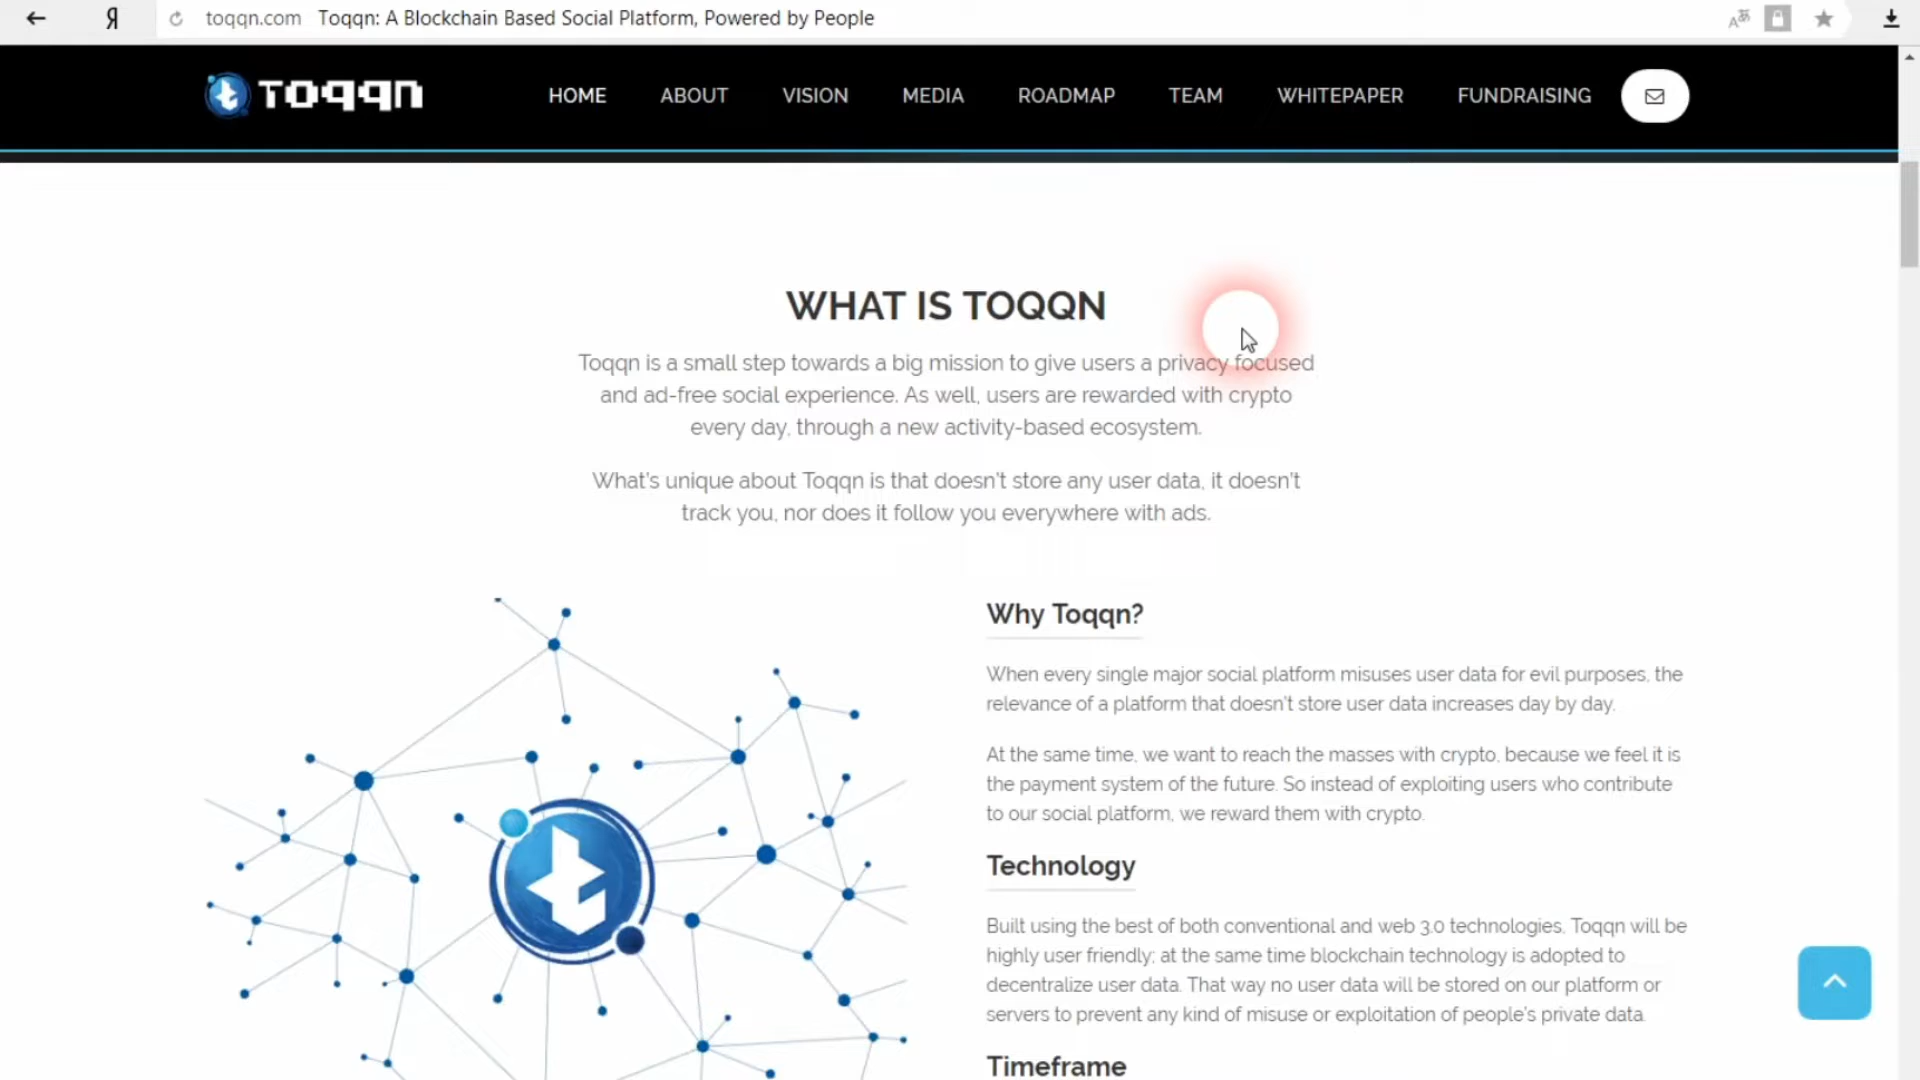 Я toqqn.com Toqqn: A Blockchain Based Social Platform, Powered by People
TOQQN HOME ABOUT VISION MEDIA ROADMAP TEAM WHITEPAPER FUNDRAISING
WHAT IS TOQQN
Toqqn is a small step towards a big mission to give users a privacy focused
and ad-free social experience. As well, users are rewarded with crypto
every day, through a new activity-based ecosystem.
What's unique about Toqqn is that doesn't store any user data, it doesn't
track you, nor does it follow you everywhere with ads.
Why Toqqn?
When every single major social platform misuses user data for evil purposes, the
relevance of a platform that doesn't store user data increases day by day.
At the same time, we want to reach the masses with crypto, because we feel it is
the payment system of the future. So instead of exploiting users who contribute
to our social platform, we reward them with crypto.
Technology
Built using the best of both conventional and web 3.0 technologies, Toqqn will be
highly user friendly; at the same time blockchain technology is adopted to
decentralize user data. That way no user data will be stored on our platform or
servers to prevent any kind of misuse or exploitation of people's private data.
Timeframe